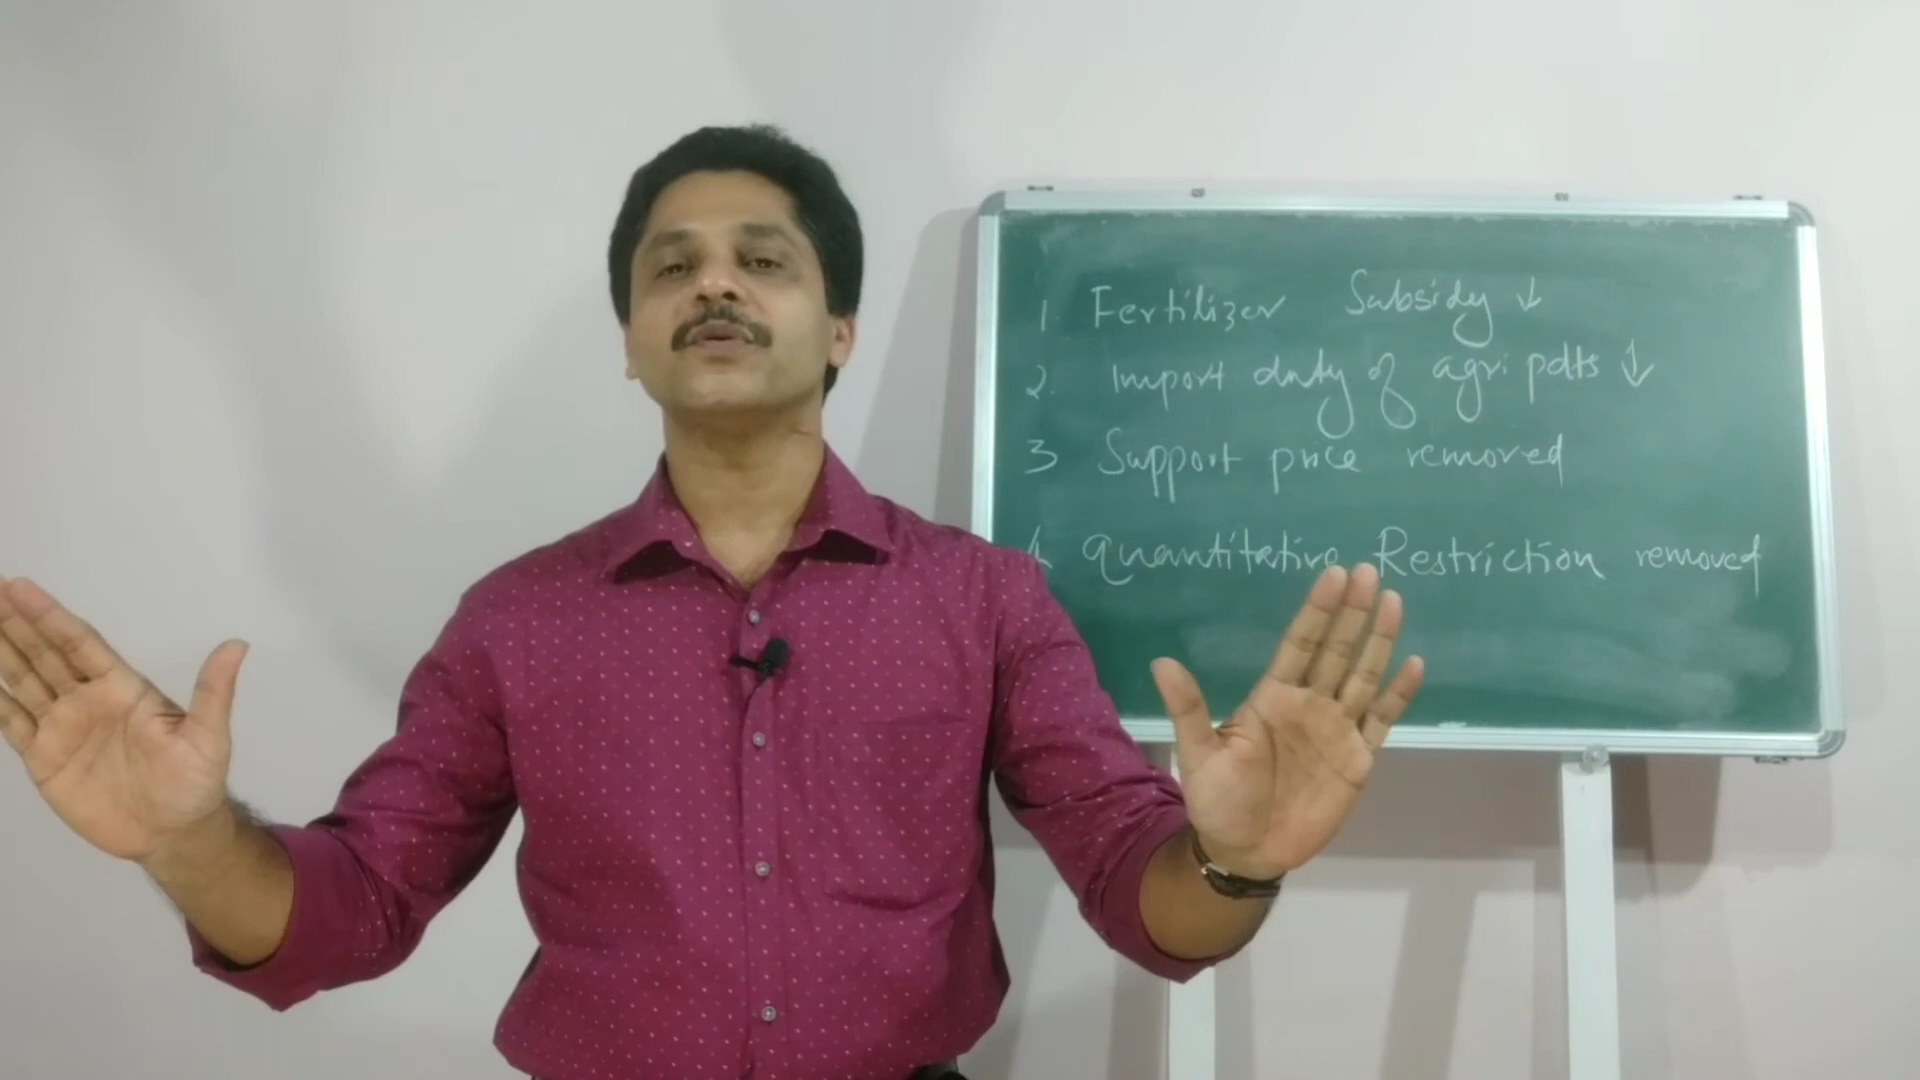 1. Fertilizer Subsidy ↓
2. Import duty of agri pdts ↓
3 Support price removed
4 Quantitative Restriction removed